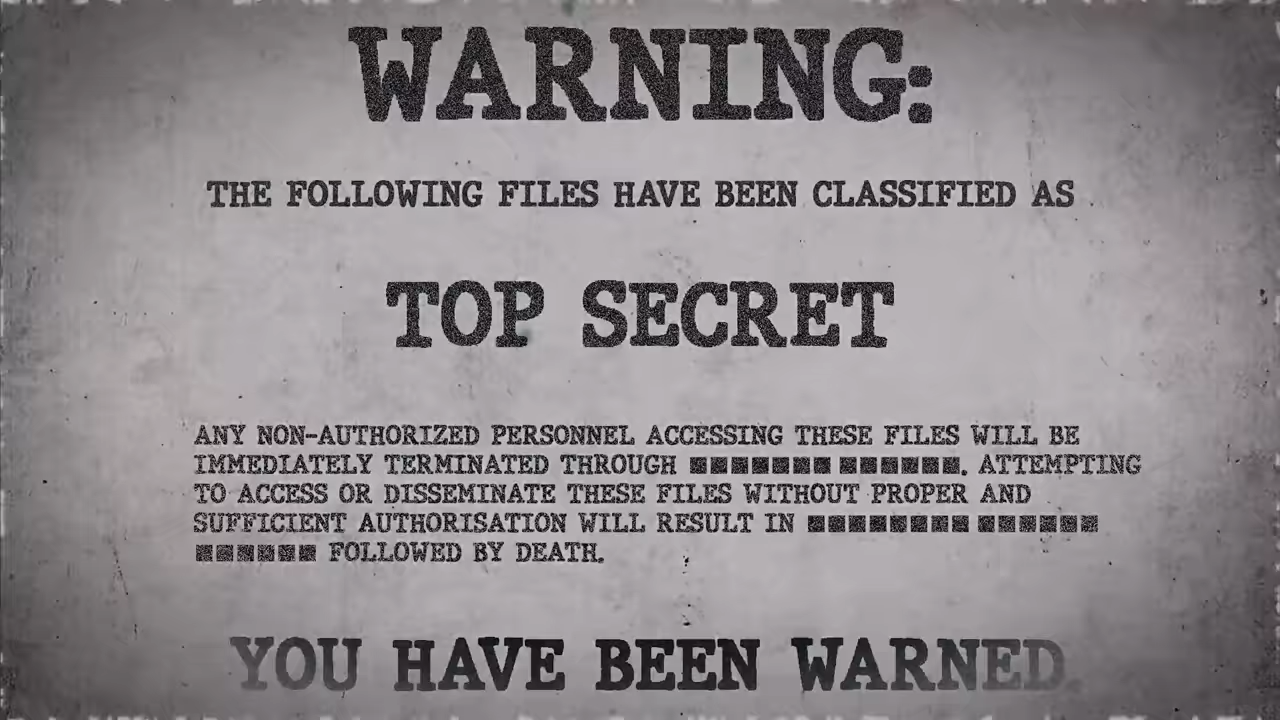 WARNING:
THE FOLLOWING FILES HAVE BEEN CLASSIFIED AS
TOP SECRET
ANY NON-AUTHORIZED PERSONNEL ACCESSING THESE FILES WILL BE
IMMEDIATELY TERMINATED THROUGH ■■■■■■■ ■■■■■■. ATTEMPTING
TO ACCESS OR DISSEMINATE THESE FILES WITHOUT PROPER AND
SUFFICIENT AUTHORISATION WILL RESULT IN ■■■■■■■■ ■■■■■■
■■■■■■ FOLLOWED BY DEATH.
YOU HAVE BEEN WARNED.